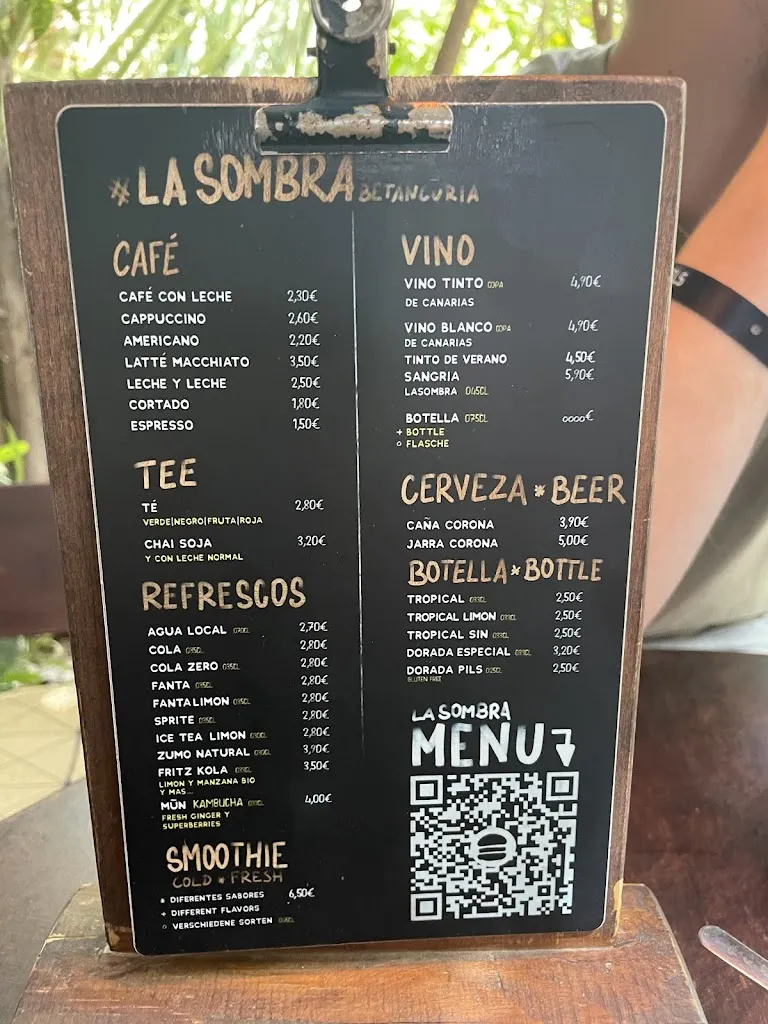 * LA SOMBRA BETANCURIA
CAFÉ
CAFÉ CON LECHE 2,30€
CAPPUCCINO 2,60€
AMERICANO 2,20€
LATTÉ MACCHIATO 3,50€
LECHE Y LECHE 2,50€
CORTADO 1,80€
ESPRESSO 1,50€
TEE
TÉ 2,80€
VERDE|NEGRO|FRUTA|ROJA
CHAI SOJA 3,20€
Y CON LECHE NORMAL
REFRESCOS
AGUA LOCAL 2,70€
COLA 2,80€
COLA ZERO 2,80€
FANTA 2,80€
FANTA LIMON 2,80€
SPRITE 2,80€
ICE TEA LIMON 2,80€
ZUMO NATURAL 3,90€
FRITZ KOLA 3,50€
LIMON Y MANZANA BIO
Y MAS...
MÜN KAMBUCHA 4,00€
FRESH GINGER Y
SUPERBERRIES
SMOOTHIE
COLD * FRESH
* DIFERENTES SABORES 6,50€
+ DIFFERENT FLAVORS
○ VERSCHIEDENE SORTEN
VINO
VINO TINTO COPA 4,90€
DE CANARIAS
VINO BLANCO COPA 4,90€
DE CANARIAS
TINTO DE VERANO 4,50€
SANGRIA 5,90€
LASOMBRA 045CL
BOTELLA 075CL oooo€
+ BOTTLE
○ FLASCHE
CERVEZA * BEER
CAÑA CORONA 3,90€
JARRA CORONA 5,00€
BOTELLA * BOTTLE
TROPICAL 2,50€
TROPICAL LIMON 2,50€
TROPICAL SIN 2,50€
DORADA ESPECIAL 3,20€
DORADA PILS 2,50€
GLUTEN FREE
LA SOMBRA
MENU